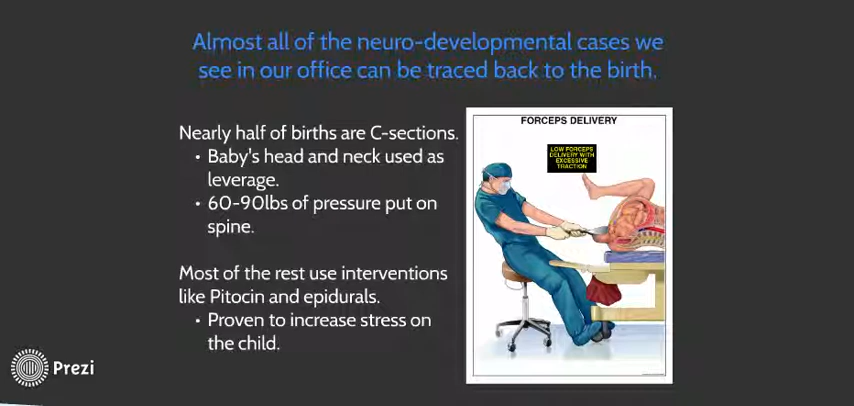 Almost all of the neuro-developmental cases we
see in our office can be traced back to the birth.
Nearly half of births are C-sections.
• Baby's head and neck used as
leverage.
• 60-90lbs of pressure put on
spine.
Most of the rest use interventions
like Pitocin and epidurals.
• Proven to increase stress on
the child.
FORCEPS DELIVERY
LOW FORCEPS
DELIVERY WITH
EXCESSIVE
TRACTION
Prezi